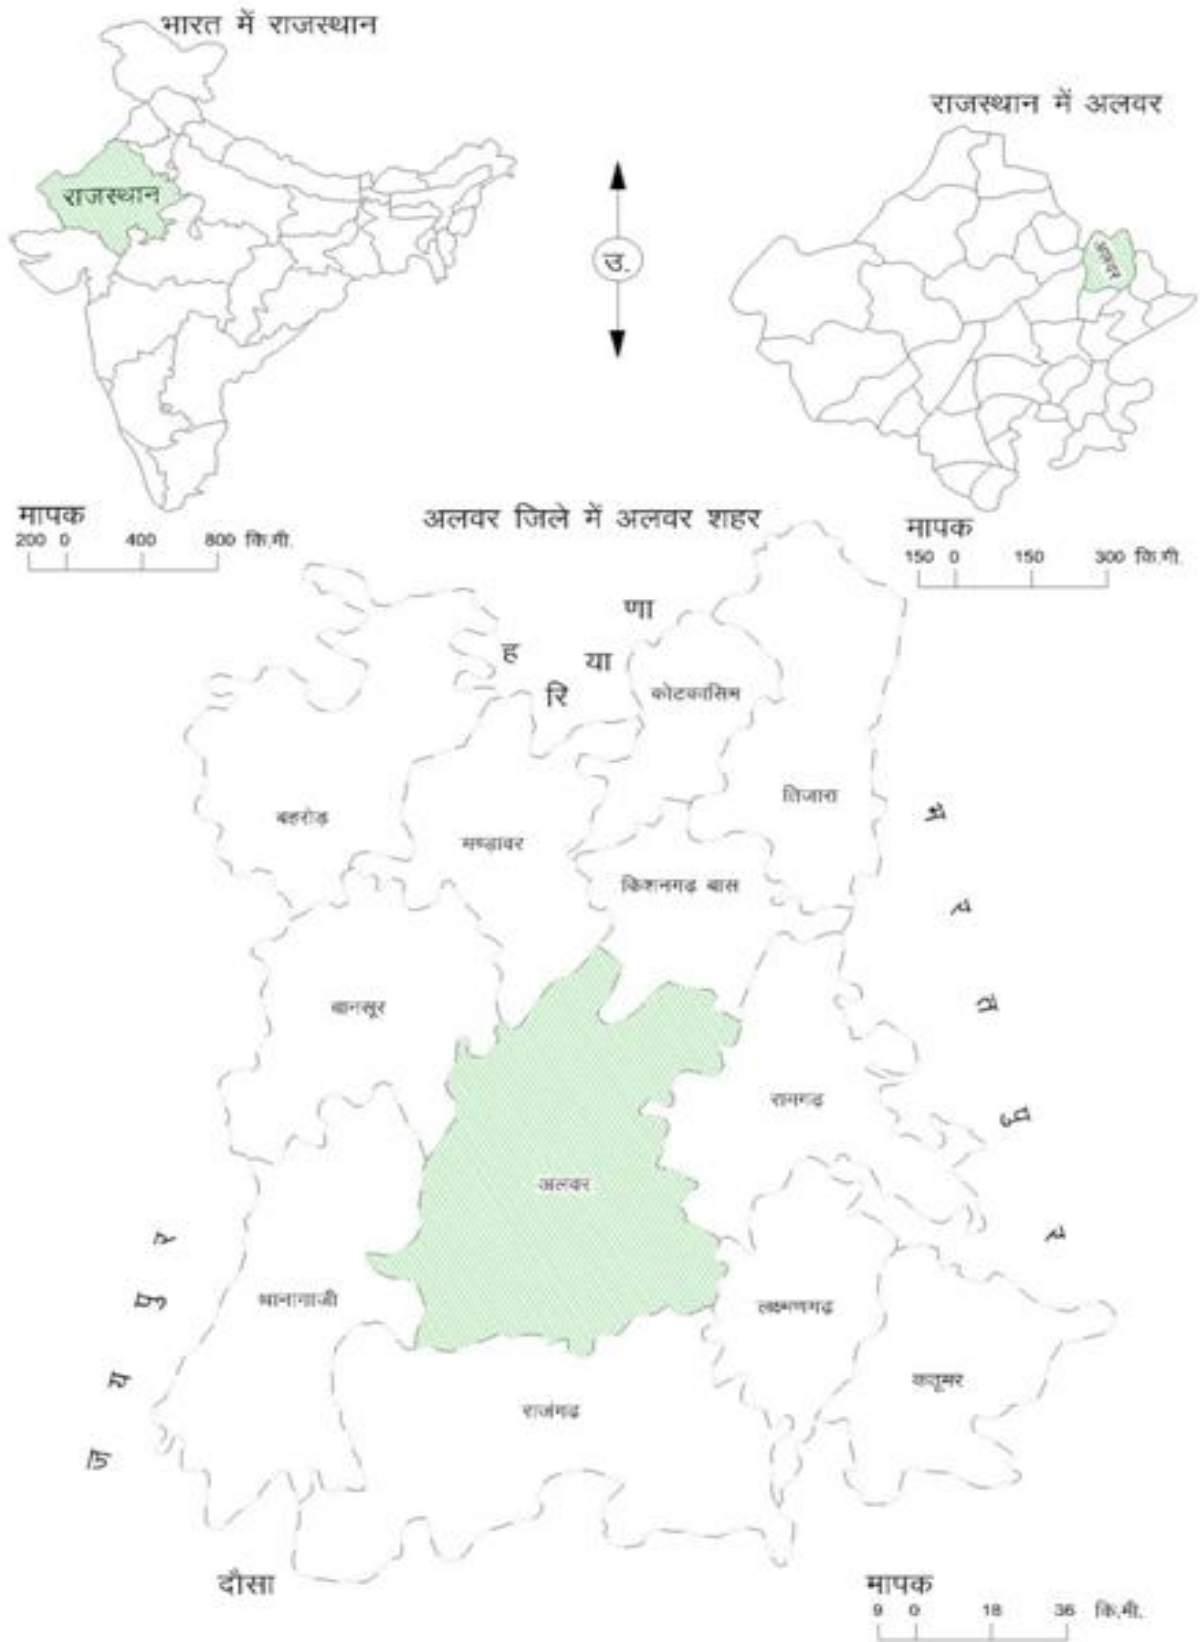 भारत में राजस्थान
राजस्थान में अलवर
राजस्थान
अलवर
उ.
मापक
200 0 400 800 कि.मी.
अलवर जिले में अलवर शहर
मापक
150 0 150 300 कि.मी.
ह रि या णा
कोटकासिम
तिजारा
बहरोड़
मण्ड़ावर
किशनगढ़ बास
भ र त पु र
बानसूर
रामगढ़
अलवर
ज य पु र
थानागाजी
लक्ष्मणगढ़
कठूमर
राजगढ़
दौसा
मापक
9 0 18 36 कि.मी.